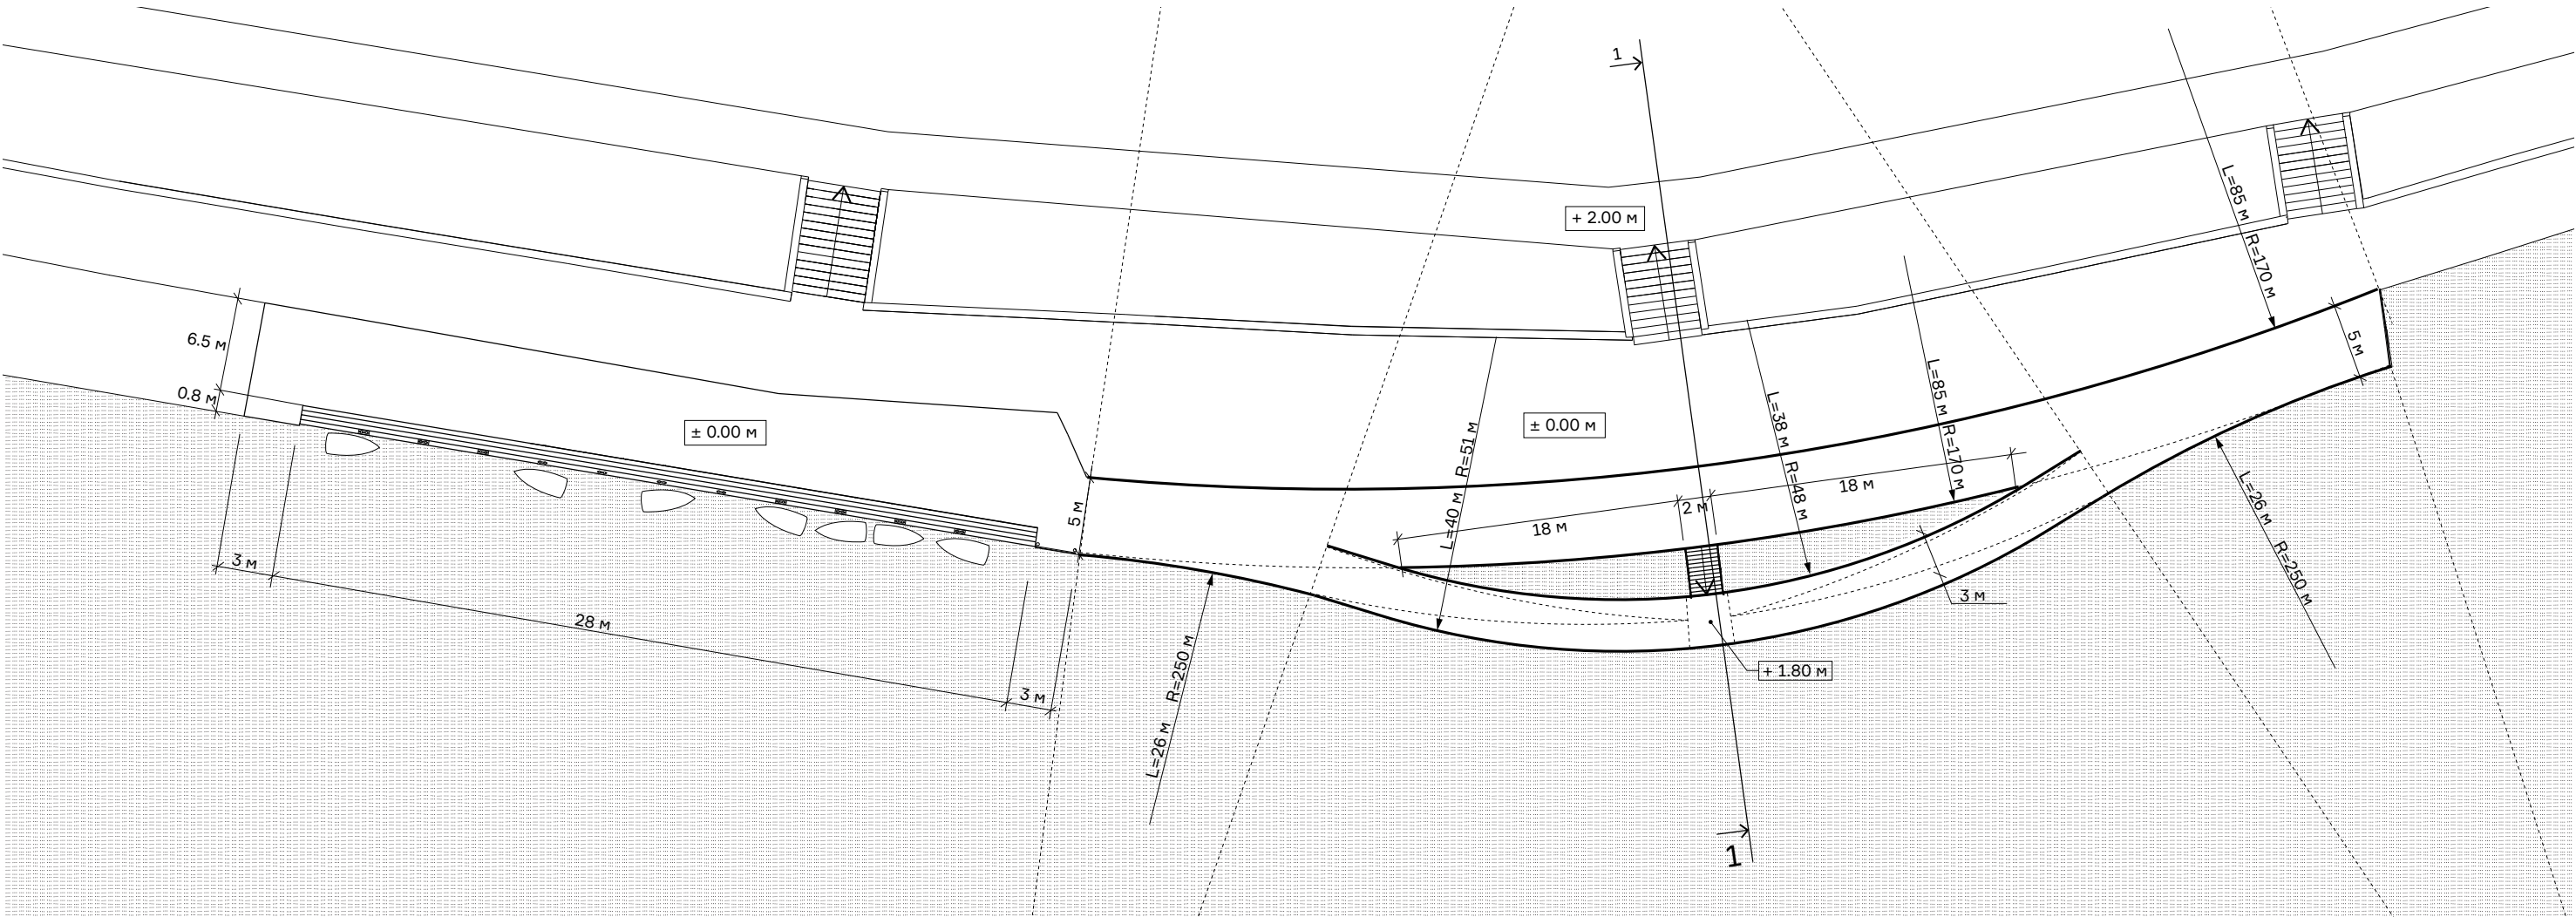 1
+ 2.00 м
L=85 м R=170 м
6.5 м
0.8 м
± 0.00 м
± 0.00 м
5 м
L=85 м R=170 м
L=38 м R=48 м
L=40 м R=51 м
18 м
2 м
18 м
5 м
L=26 м R=250 м
3 м
28 м
3 м
3 м
L=26 м R=250 м
+ 1.80 м
1